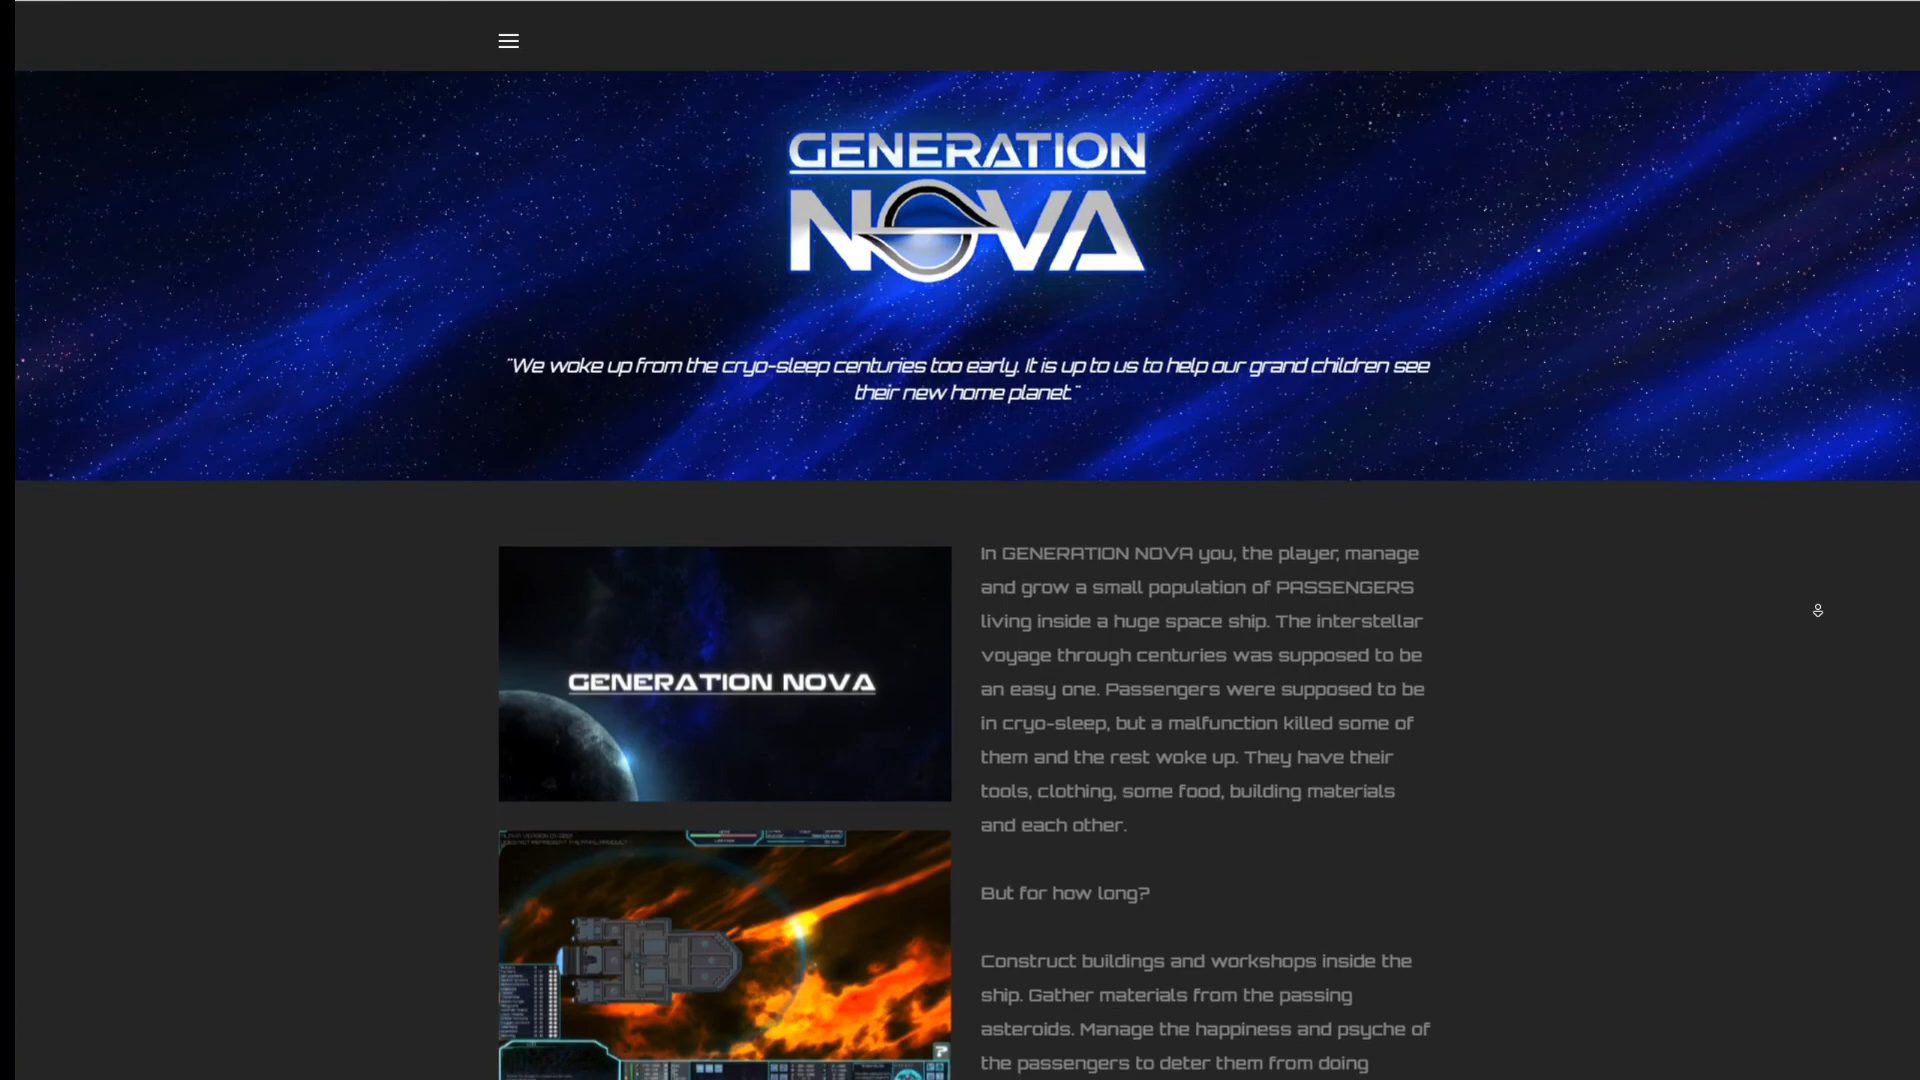 GENERATION
NOVA
"We woke up from the cryo-sleep centuries too early. It is up to us to help our grand children see
their new home planet."
In GENERATION NOVA you, the player, manage
and grow a small population of PASSENGERS
living inside a huge space ship. The interstellar
voyage through centuries was supposed to be
an easy one. Passengers were supposed to be
in cryo-sleep, but a malfunction killed some of
them and the rest woke up. They have their
tools, clothing, some food, building materials
and each other.
But for how long?
Construct buildings and workshops inside the
ship. Gather materials from the passing
asteroids. Manage the happiness and psyche of
the passengers to deter them from doing
GENERATION NOVA